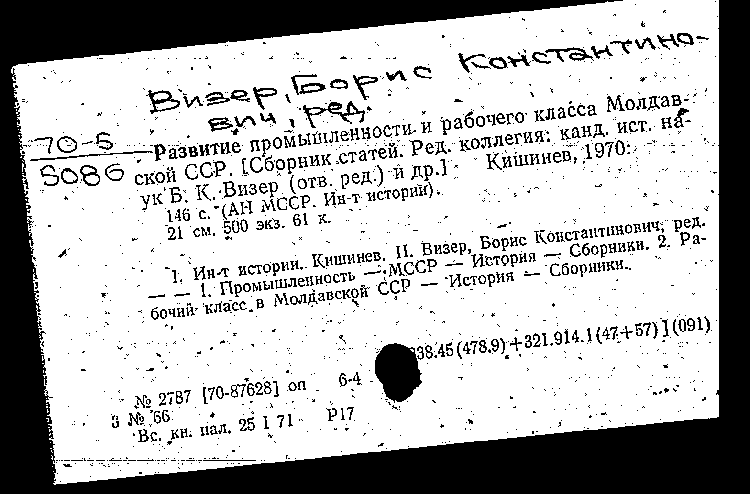 Визер, Борис Константино-
вич, ред.
70-5
5086
Развитие промышленности и рабочего класса Молдав-
ской ССР. [Сборник статей. Ред. коллегия: канд. ист. на-
ук Б. К. Визер (отв. ред.) и др.] Кишинев, 1970.
146 с. (АН МССР. Ин-т истории).
21 см. 500 экз. 61 к.
I. Ин-т истории. Кишинев. II. Визер, Борис Константинович, ред.
— — 1. Промышленность — МССР — История — Сборники. 2. Ра-
бочий класс в Молдавской ССР — История — Сборники.
338.45(478.9)+321.914.1(47+57)](091)
№ 2787 [70-87628] оп 6-4
З № 66
Вс. кн. пал. 25 I 71 Р17